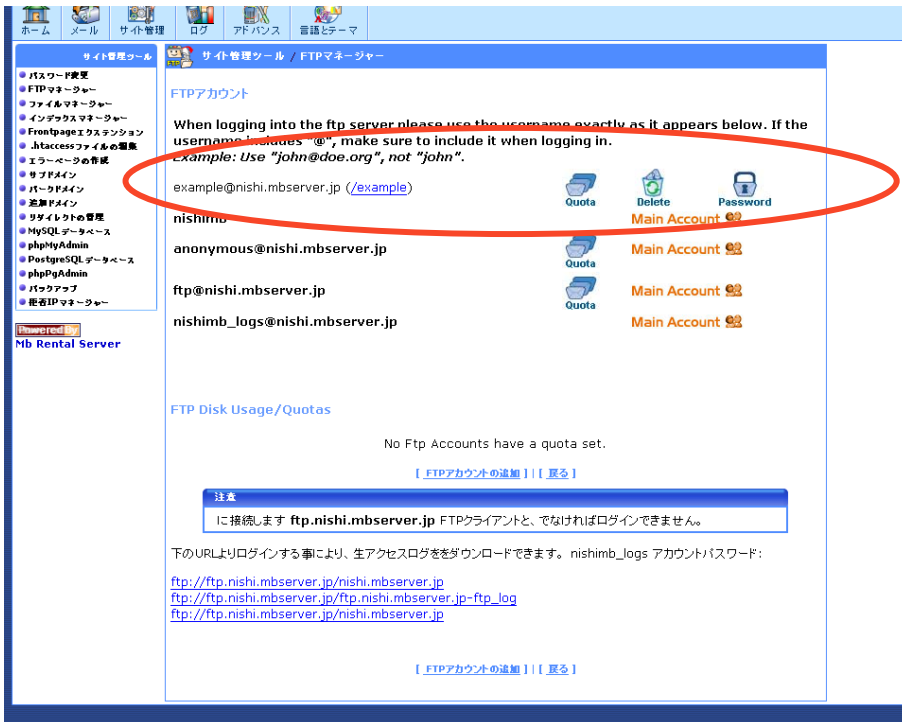 ホーム
メール
サイト管理
ログ
アドバンス
言語とテーマ
サイト管理ツール
パスワード変更
FTPマネージャー
ファイルマネージャー
インデックスマネージャー
Frontpageエクステンション
.htaccessファイルの編集
エラーページの作成
サブドメイン
パークドメイン
追加ドメイン
リダイレクトの管理
MySQLデータベース
phpMyAdmin
PostgreSQLデータベース
phpPgAdmin
バックアップ
拒否IPマネージャー
Powered By
Mb Rental Server
FTP
サイト管理ツール / FTPマネージャー
FTPアカウント
When logging into the ftp server please use the username exactly as it appears below. If the
username includes "@", make sure to include it when logging in.
Example: Use "john@doe.org", not "john".
example@nishi.mbserver.jp (/example)
Quota
Delete
Password
nishimb
Main Account
anonymous@nishi.mbserver.jp
Quota
Main Account
ftp@nishi.mbserver.jp
Quota
Main Account
nishimb_logs@nishi.mbserver.jp
Main Account
FTP Disk Usage/Quotas
No Ftp Accounts have a quota set.
[ FTPアカウントの追加 ] | [ 戻る ]
注意
に接続します ftp.nishi.mbserver.jp FTPクライアントと、でなければログインできません。
下のURLよりログインする事により、生アクセスログををダウンロードできます。 nishimb_logs アカウントパスワード:
ftp://ftp.nishi.mbserver.jp/nishi.mbserver.jp
ftp://ftp.nishi.mbserver.jp/ftp.nishi.mbserver.jp-ftp_log
ftp://ftp.nishi.mbserver.jp/nishi.mbserver.jp
[ FTPアカウントの追加 ] | [ 戻る ]